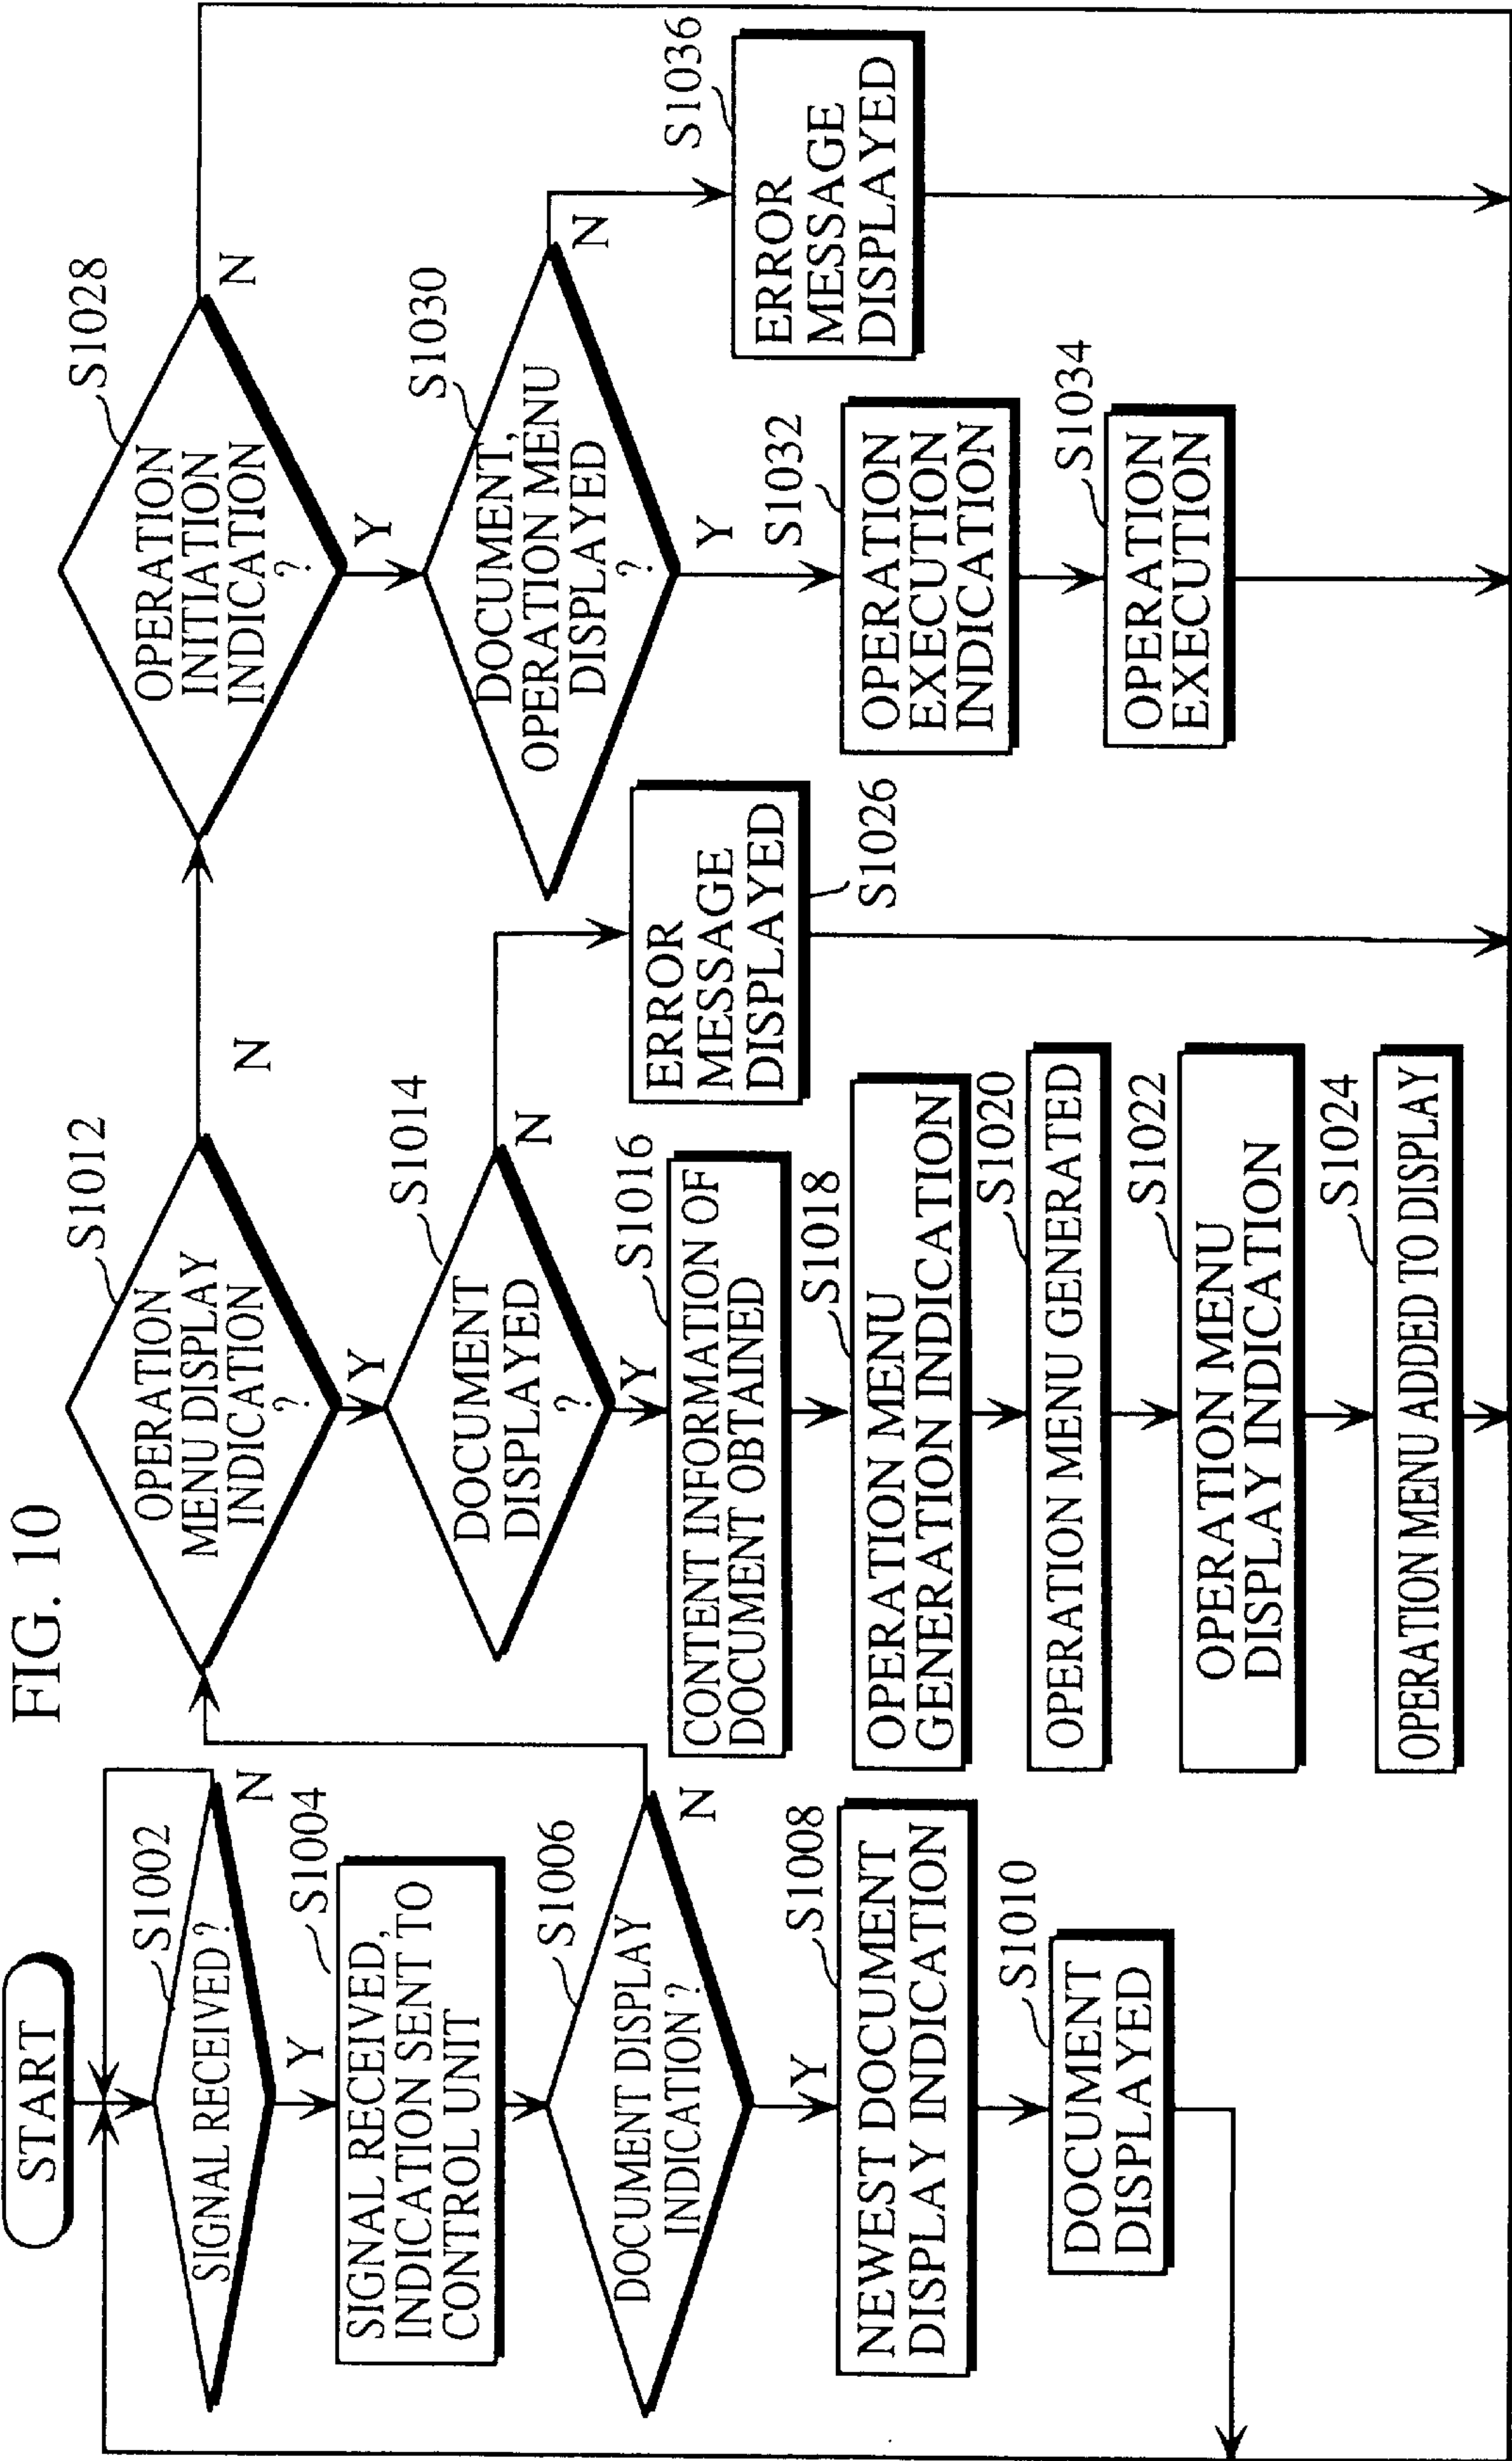 FIG. 10
START
S1002
SIGNAL RECEIVED ?
N
Y
S1004
SIGNAL RECEIVED,
INDICATION SENT TO
CONTROL UNIT
S1006
DOCUMENT DISPLAY
INDICATION ?
N
Y
S1008
NEWEST DOCUMENT
DISPLAY INDICATION
S1010
DOCUMENT
DISPLAYED
S1012
OPERATION
MENU DISPLAY
INDICATION
?
N
Y
S1014
DOCUMENT
DISPLAYED
?
N
Y
S1016
CONTENT INFORMATION OF
DOCUMENT OBTAINED
S1018
OPERATION MENU
GENERATION INDICATION
S1020
OPERATION MENU GENERATED
S1022
OPERATION MENU
DISPLAY INDICATION
S1024
OPERATION MENU ADDED TO DISPLAY
ERROR
MESSAGE
DISPLAYED
S1026
S1028
OPERATION
INITIATION
INDICATION
?
N
Y
S1030
DOCUMENT,
OPERATION MENU
DISPLAYED
?
N
Y
S1032
OPERATION
EXECUTION
INDICATION
S1034
OPERATION
EXECUTION
S1036
ERROR
MESSAGE
DISPLAYED